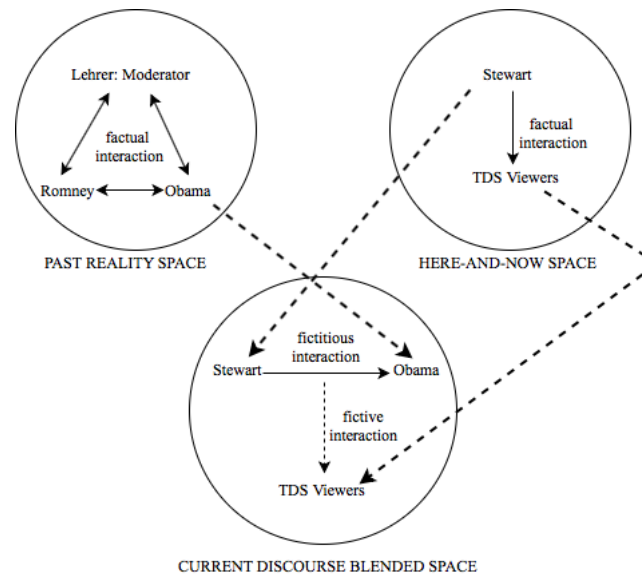 Lehrer: Moderator
factual
interaction
Romney
Obama
PAST REALITY SPACE
Stewart
factual
interaction
TDS Viewers
HERE-AND-NOW SPACE
fictitious
interaction
Stewart
Obama
fictive
interaction
TDS Viewers
CURRENT DISCOURSE BLENDED SPACE